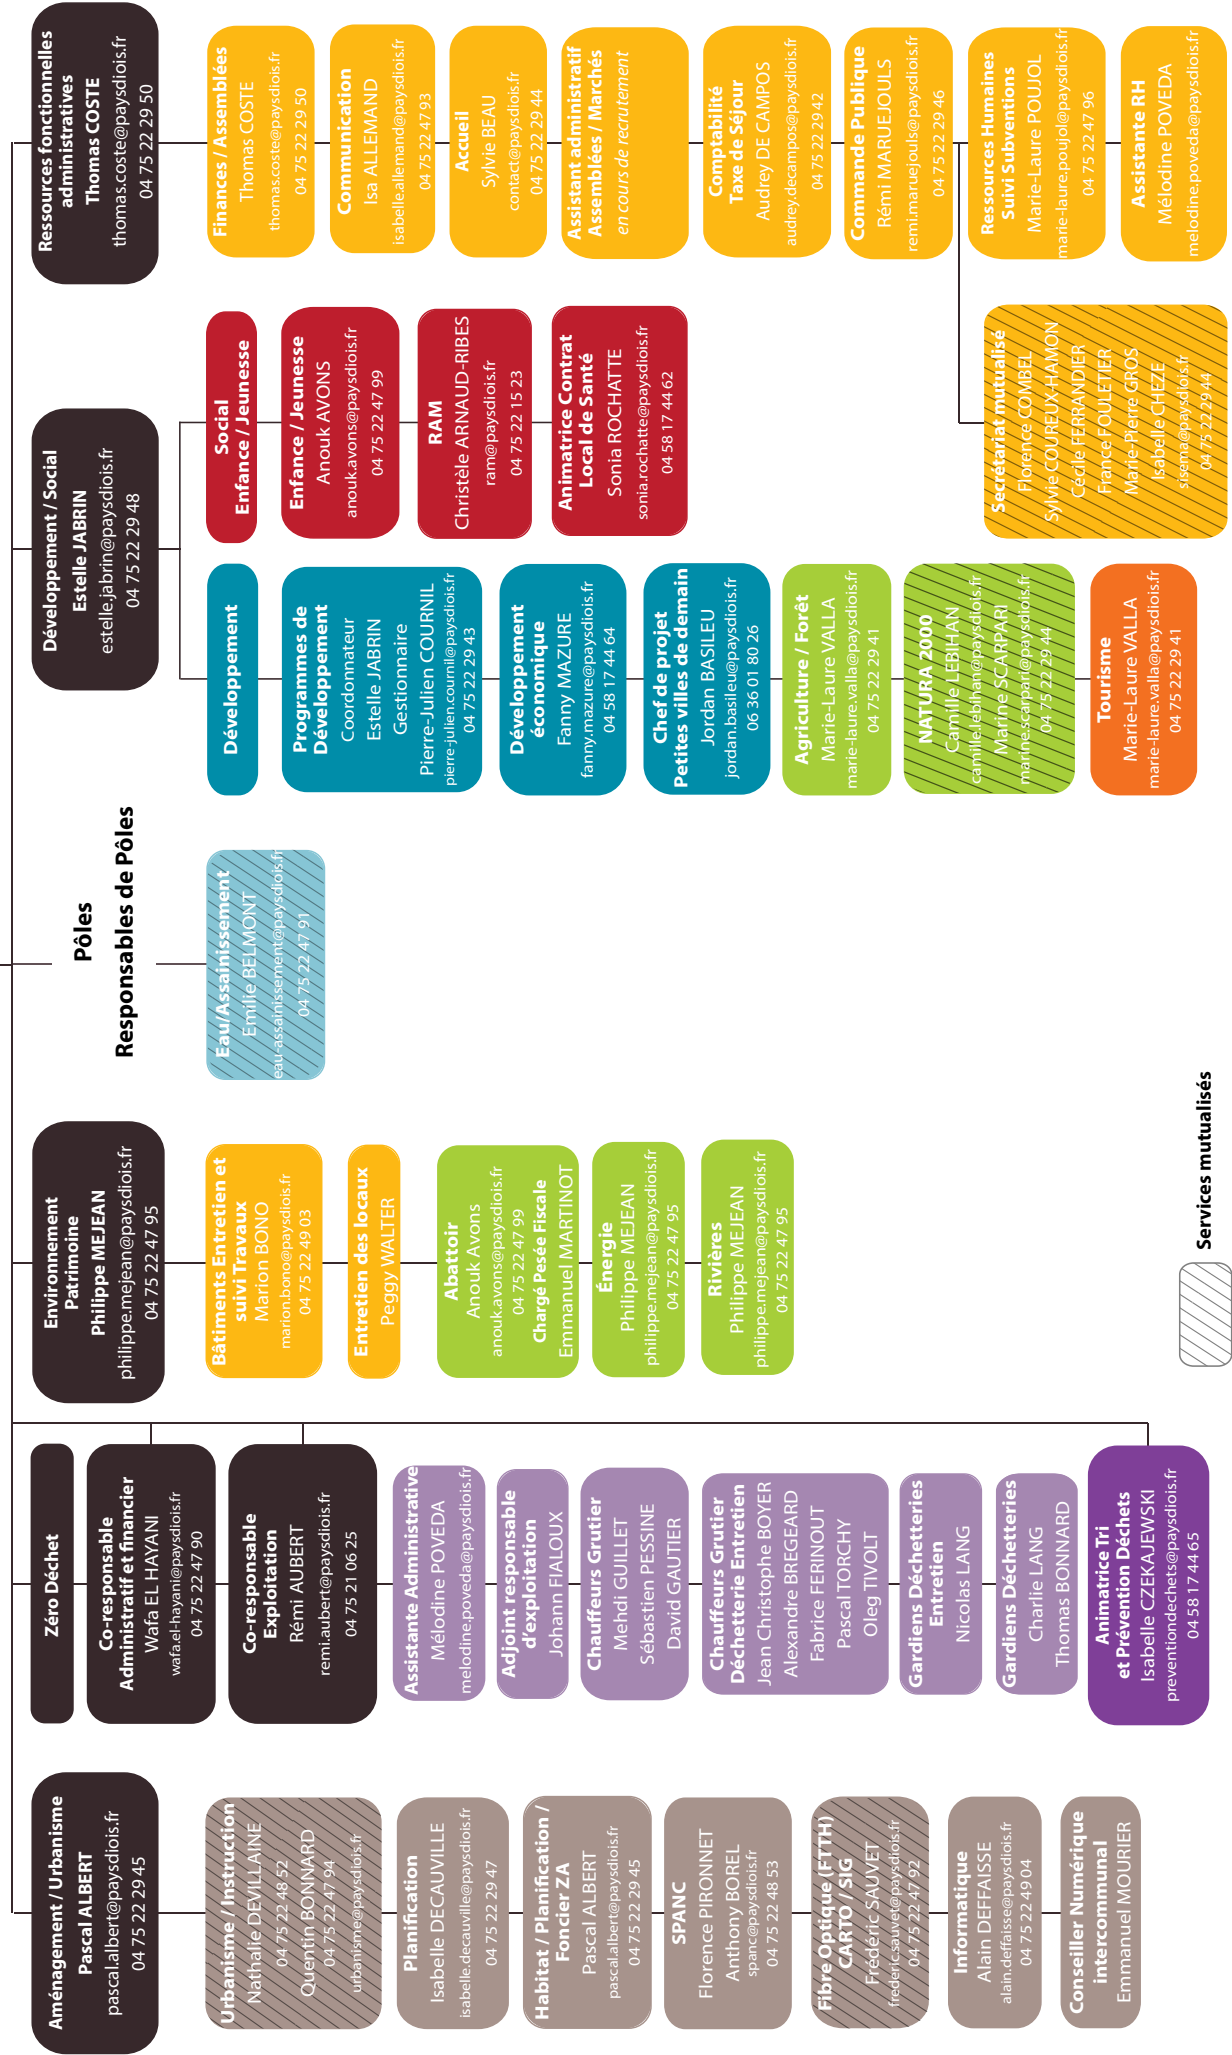 Pôles
Responsables de Pôles
Aménagement / Urbanisme
Pascal ALBERT
pascal.albert@paysdiois.fr
04 75 22 29 45
Urbanisme / Instruction
Nathalie DEVILLAINE
04 75 22 48 52
Quentin BONNARD
04 75 22 47 94
urbanisme@paysdiois.fr
Planification
Isabelle DECAUVILLE
isabelle.decauville@paysdiois.fr
04 75 22 29 47
Habitat / Planification /
Foncier ZA
Pascal ALBERT
pascal.albert@paysdiois.fr
04 75 22 29 45
SPANC
Florence PIRONNET
Anthony BOREL
spanc@paysdiois.fr
04 75 22 48 53
Fibre Optique (FTTH)
CARTO / SIG
Frédéric SAUVET
frederic.sauvet@paysdiois.fr
04 75 22 47 92
Informatique
Alain DEFFAISSE
alain.deffaisse@paysdiois.fr
04 75 22 49 04
Conseiller Numérique
intercommunal
Emmanuel MOURIER
Zéro Déchet
Co-responsable
Administratif et financier
Wafa EL HAYANI
wafa.el-hayani@paysdiois.fr
04 75 22 47 90
Co-responsable
Exploitation
Rémi AUBERT
remi.aubert@paysdiois.fr
04 75 21 06 25
Assistante Administrative
Mélodine POVEDA
melodine.poveda@paysdiois.fr
Adjoint responsable
d'exploitation
Johann FIALOUX
Chauffeurs Grutier
Mehdi GUILLET
Sébastien PESSINE
David GAUTIER
Chauffeurs Grutier
Déchetterie Entretien
Jean Christophe BOYER
Alexandre BREGEARD
Fabrice FERINOUT
Pascal TORCHY
Oleg TIVOLT
Gardiens Déchetteries
Entretien
Nicolas LANG
Gardiens Déchetteries
Charlie LANG
Thomas BONNARD
Animatrice Tri
et Prévention Déchets
Isabelle CZEKAJEWSKI
preventiondechets@paysdiois.fr
04 58 17 44 65
Environnement
Patrimoine
Philippe MEJEAN
philippe.mejean@paysdiois.fr
04 75 22 47 95
Bâtiments Entretien et
suivi Travaux
Marion BONO
marion.bono@paysdiois.fr
04 75 22 49 03
Entretien des locaux
Peggy WALTER
Abattoir
Anouk Avons
anouk.avons@paysdiois.fr
04 75 22 47 99
Chargé Pesée Fiscale
Emmanuel MARTINOT
Énergie
Philippe MEJEAN
philippe.mejean@paysdiois.fr
04 75 22 47 95
Rivières
Philippe MEJEAN
philippe.mejean@paysdiois.fr
04 75 22 47 95
Eau/Assainissement
Emilie BELMONT
eau-assainissement@paysdiois.fr
04 75 22 47 91
Développement / Social
Estelle JABRIN
estelle.jabrin@paysdiois.fr
04 75 22 29 48
Développement
Programmes de
Développement
Coordonnateur
Estelle JABRIN
Gestionnaire
Pierre-Julien COURNIL
pierre-julien.cournil@paysdiois.fr
04 75 22 29 43
Développement
économique
Fanny MAZURE
fanny.mazure@paysdiois.fr
04 58 17 44 64
Chef de projet
Petites villes de demain
Jordan BASILEU
jordan.basileu@paysdiois.fr
06 36 01 80 26
Agriculture / Forêt
Marie-Laure VALLA
marie-laure.valla@paysdiois.fr
04 75 22 29 41
NATURA 2000
Camille LEBIHAN
camille.lebihan@paysdiois.fr
Marine SCARPARI
marine.scarpari@paysdiois.fr
04 75 22 29 44
Tourisme
Marie-Laure VALLA
marie-laure.valla@paysdiois.fr
04 75 22 29 41
Social
Enfance / Jeunesse
Enfance / Jeunesse
Anouk AVONS
anouk.avons@paysdiois.fr
04 75 22 47 99
RAM
Christèle ARNAUD-RIBES
ram@paysdiois.fr
04 75 22 15 23
Animatrice Contrat
Local de Santé
Sonia ROCHATTE
sonia.rochatte@paysdiois.fr
04 58 17 44 62
Ressources fonctionnelles
administratives
Thomas COSTE
thomas.coste@paysdiois.fr
04 75 22 29 50
Finances / Assemblées
Thomas COSTE
thomas.coste@paysdiois.fr
04 75 22 29 50
Communication
Isa ALLEMAND
isabelle.allemand@paysdiois.fr
04 75 22 47 93
Accueil
Sylvie BEAU
contact@paysdiois.fr
04 75 22 29 44
Assistant administratif
Assemblées / Marchés
en cours de recrutement
Comptabilité
Taxe de Séjour
Audrey DE CAMPOS
audrey.decampos@paysdiois.fr
04 75 22 29 42
Commande Publique
Rémi MARUEJOULS
remi.maruejouls@paysdiois.fr
04 75 22 29 46
Ressources Humaines
Suivi Subventions
Marie-Laure POUJOL
marie-laure.poujol@paysdiois.fr
04 75 22 47 96
Assistante RH
Mélodine POVEDA
melodine.poveda@paysdiois.fr
Secrétariat mutualisé
Florence COMBEL
Sylvie COUREUX-HAMON
Cécile FERRANDIER
France FOULETIER
Marie-Pierre GROS
Isabelle CHEZE
sisema@paysdiois.fr
04 75 22 29 44
Services mutualisés